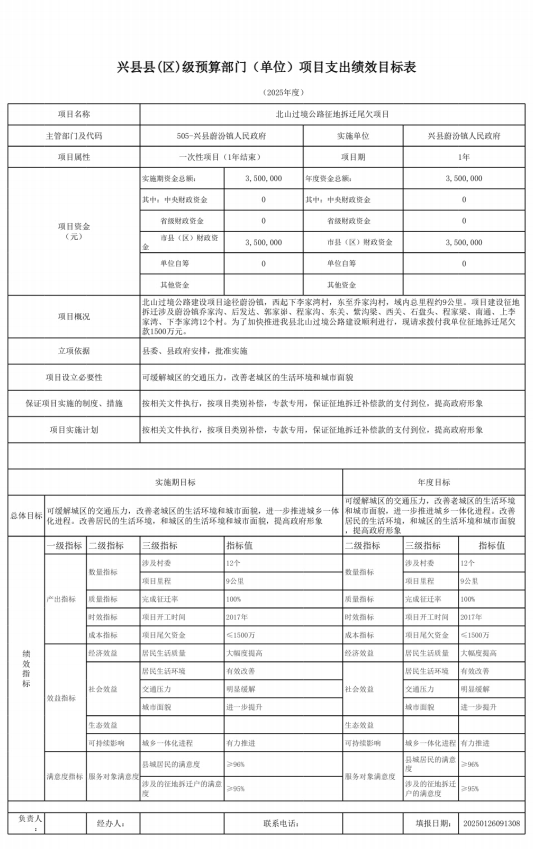 兴县县(区)级预算部门（单位）项目支出绩效目标表
（2025年度）
项目名称 北山过境公路征地拆迁尾欠项目
主管部门及代码 505-兴县蔚汾镇人民政府 实施单位 兴县蔚汾镇人民政府
项目属性 一次性项目（1年结束） 项目期 1年
项目资金
（元）
实施期资金总额： 3,500,000 年度资金总额： 3,500,000
其中：中央财政资金 0 其中：中央财政资金 0
省级财政资金 0 省级财政资金 0
市县（区）财政资金 3,500,000 市县（区）财政资金 3,500,000
单位自筹 0 单位自筹 0
其他资金 其他资金
项目概况
北山过境公路建设项目途径蔚汾镇，西起下李家湾村，东至乔家沟村，域内总里程约9公里。项目建设征地
拆迁涉及蔚汾镇乔家沟、后发达、郭家峁、程家沟、东关、紫沟梁、西关、石盘头、程家梁、南通、上李
家湾、下李家湾12个村。为了加快推进我县北山过境公路建设顺利进行，现请求拨付我单位征地拆迁尾欠
款1500万元。
立项依据 县委、县政府安排，批准实施
项目设立必要性 可缓解城区的交通压力，改善老城区的生活环境和城市面貌
保证项目实施的制度、措施 按相关文件执行，按项目类别补偿，专款专用，保证征地拆迁补偿款的支付到位，提高政府形象
项目实施计划 按相关文件执行，按项目类别补偿，专款专用，保证征地拆迁补偿款的支付到位，提高政府形象
实施期目标 年度目标
总体目标
可缓解城区的交通压力，改善老城区的生活环境和城市面貌，进一步推进城乡一体
化进程。改善居民的生活环境，和城区的生活环境和城市面貌，提高政府形象
可缓解城区的交通压力，改善老城区的生活环境
和城市面貌，进一步推进城乡一体化进程。改善
居民的生活环境，和城区的生活环境和城市面貌
，提高政府形象
绩效指标
一级指标 二级指标 三级指标 指标值 二级指标 三级指标 指标值
产出指标 数量指标 涉及村委 12个 数量指标 涉及村委 12个
项目里程 9公里 项目里程 9公里
质量指标 完成征迁率 100% 质量指标 完成征迁率 100%
时效指标 项目开工时间 2017年 时效指标 项目开工时间 2017年
成本指标 项目尾欠资金 ≤1500万 成本指标 项目尾欠资金 ≤1500万
效益指标 经济效益 居民生活质量 大幅度提高 经济效益 居民生活质量 大幅度提高
社会效益 居民生活环境 有效改善 社会效益 居民生活环境 有效改善
交通压力 明显缓解 交通压力 明显缓解
城市面貌 进一步提升 城市面貌 进一步提升
生态效益 生态效益
可持续影响 城乡一体化进程 有力推进 可持续影响 城乡一体化进程 有力推进
满意度指标 服务对象满意度 县城居民的满意度 ≥96% 服务对象满意度 县城居民的满意度 ≥96%
涉及的征地拆迁户的满意度 ≥95% 涉及的征地拆迁户的满意度 ≥95%
负责人： 经办人： 联系电话： 填报日期： 20250126091308